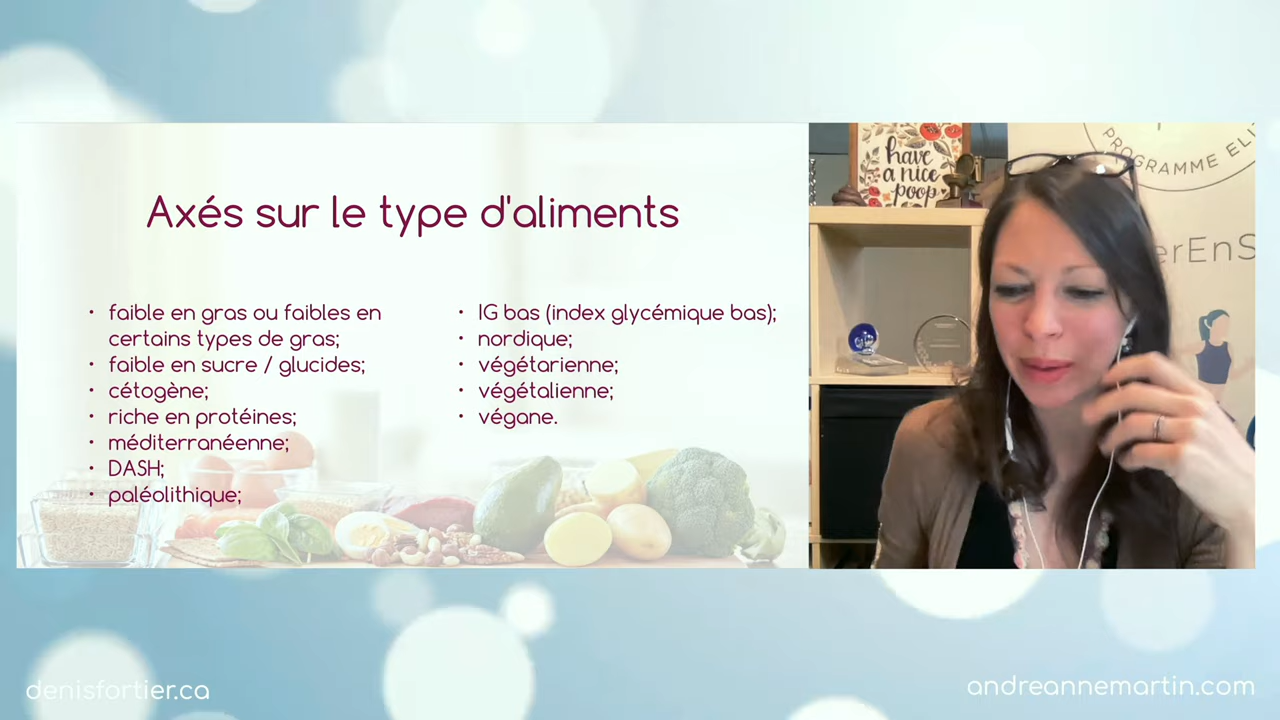 Axés sur le type d'aliments
• faible en gras ou faibles en
certains types de gras;
• faible en sucre / glucides;
• cétogène;
• riche en protéines;
• méditerranéenne;
• DASH;
• paléolithique;
• IG bas (index glycémique bas);
• nordique;
• végétarienne;
• végétalienne;
• végane.
have
a nice
poop
PROGRAMME ELI
erEnS
denisfortier.ca
andreannemartin.com